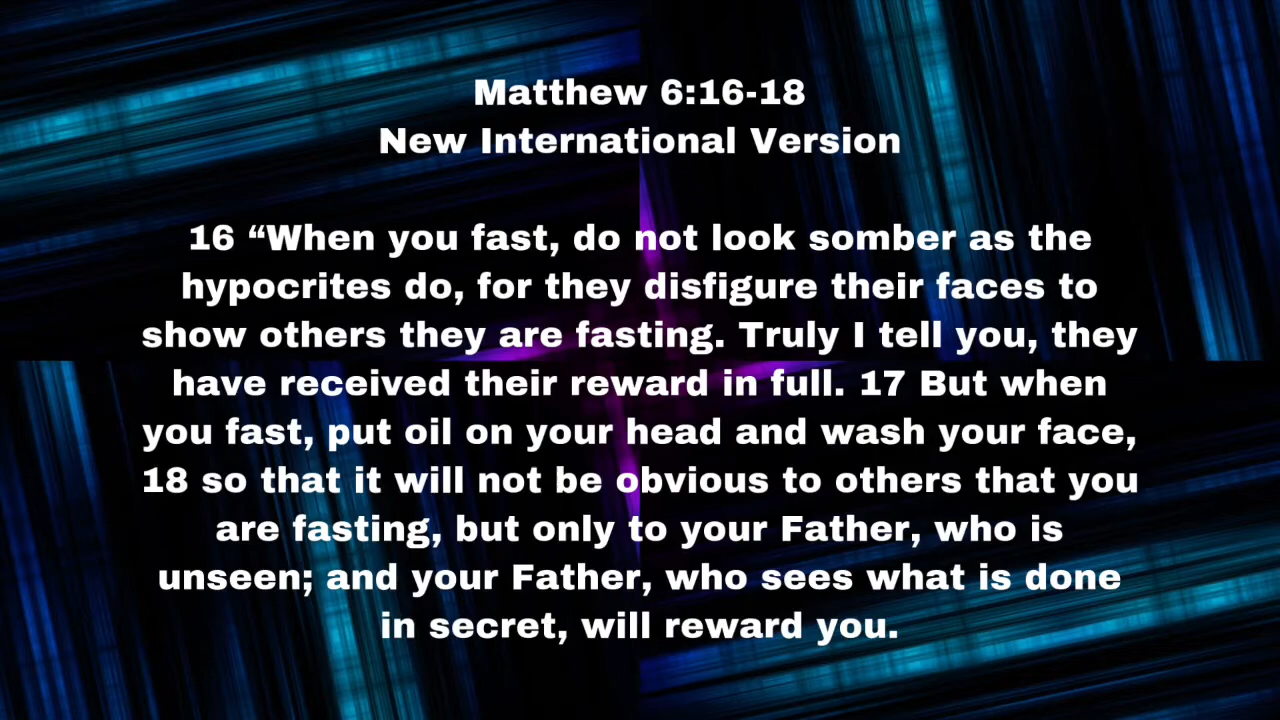 Matthew 6:16-18
New International Version
16 “When you fast, do not look somber as the
hypocrites do, for they disfigure their faces to
show others they are fasting. Truly I tell you, they
have received their reward in full. 17 But when
you fast, put oil on your head and wash your face,
18 so that it will not be obvious to others that you
are fasting, but only to your Father, who is
unseen; and your Father, who sees what is done
in secret, will reward you.